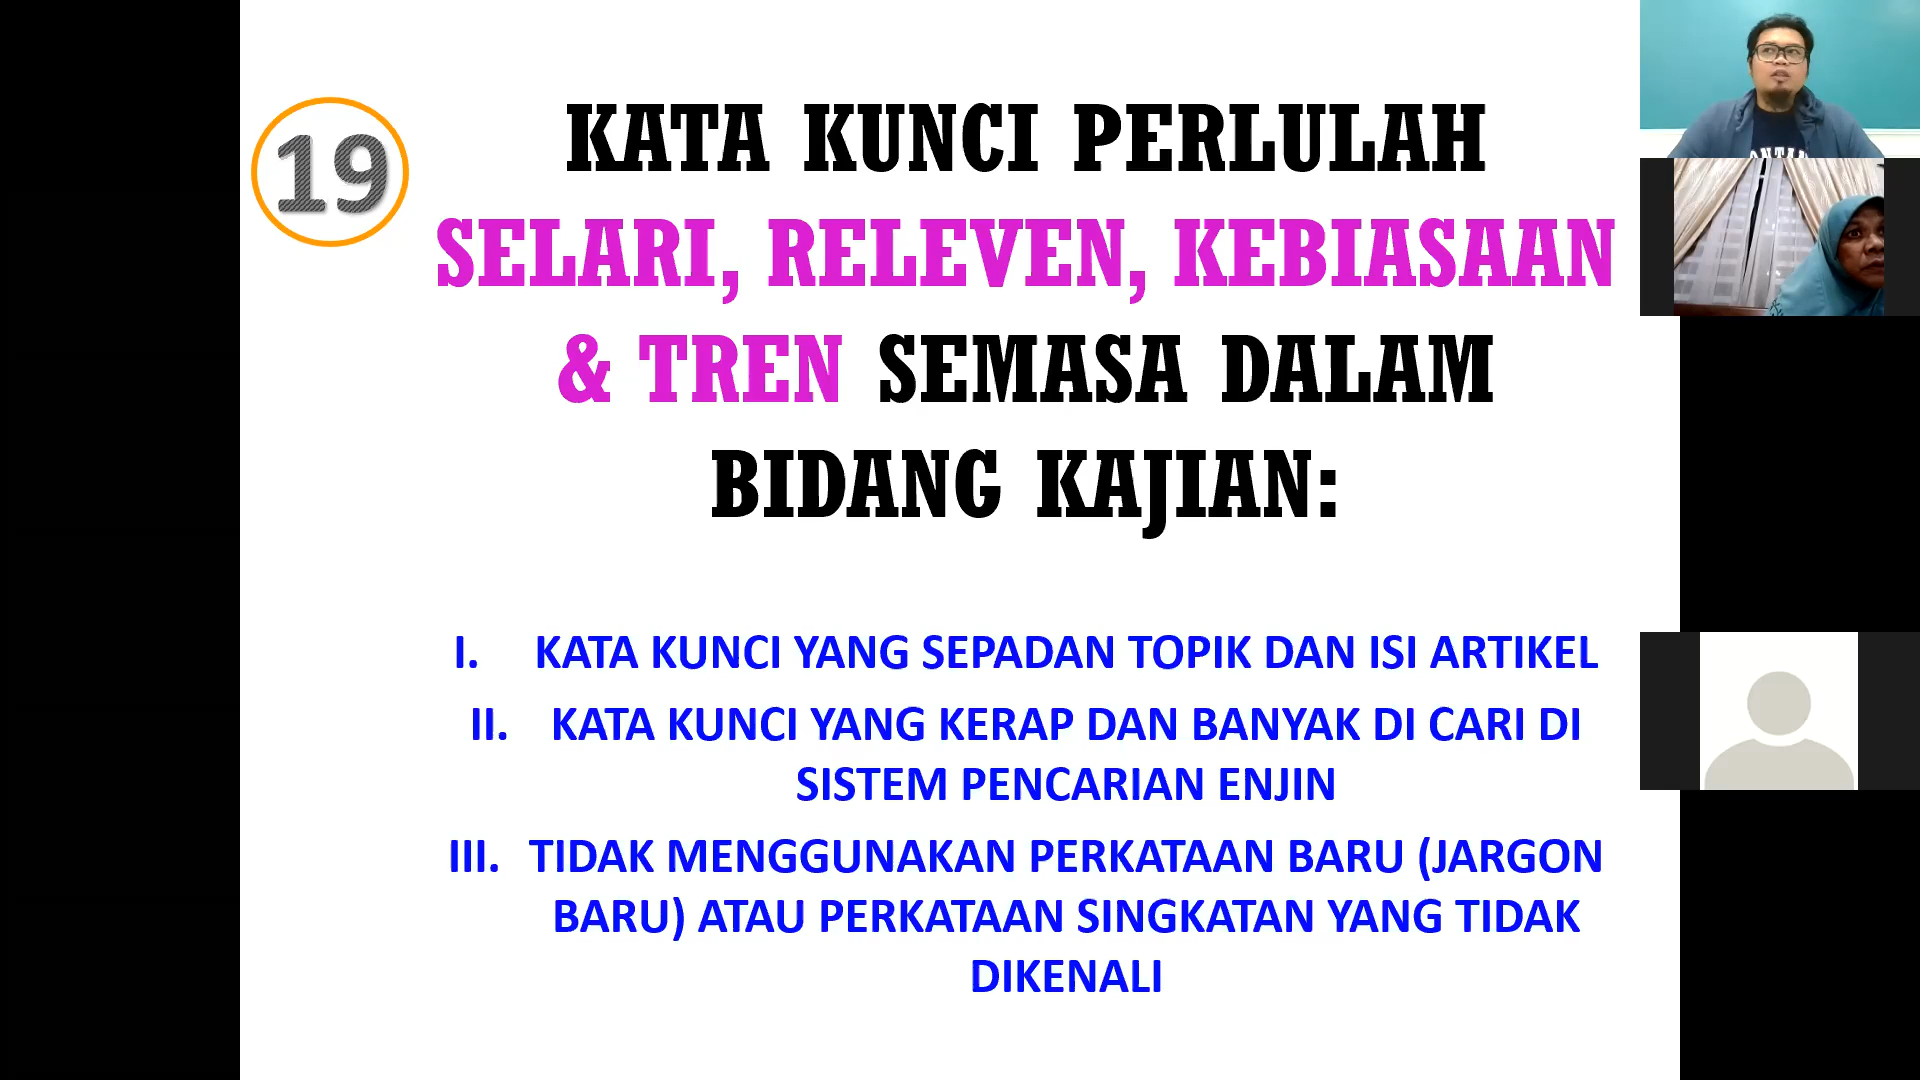 19
KATA KUNCI PERLULAH
SELARI, RELEVEN, KEBIASAAN
& TREN SEMASA DALAM
BIDANG KAJIAN:
I. KATA KUNCI YANG SEPADAN TOPIK DAN ISI ARTIKEL
II. KATA KUNCI YANG KERAP DAN BANYAK DI CARI DI
SISTEM PENCARIAN ENJIN
III. TIDAK MENGGUNAKAN PERKATAAN BARU (JARGON
BARU) ATAU PERKATAAN SINGKATAN YANG TIDAK
DIKENALI